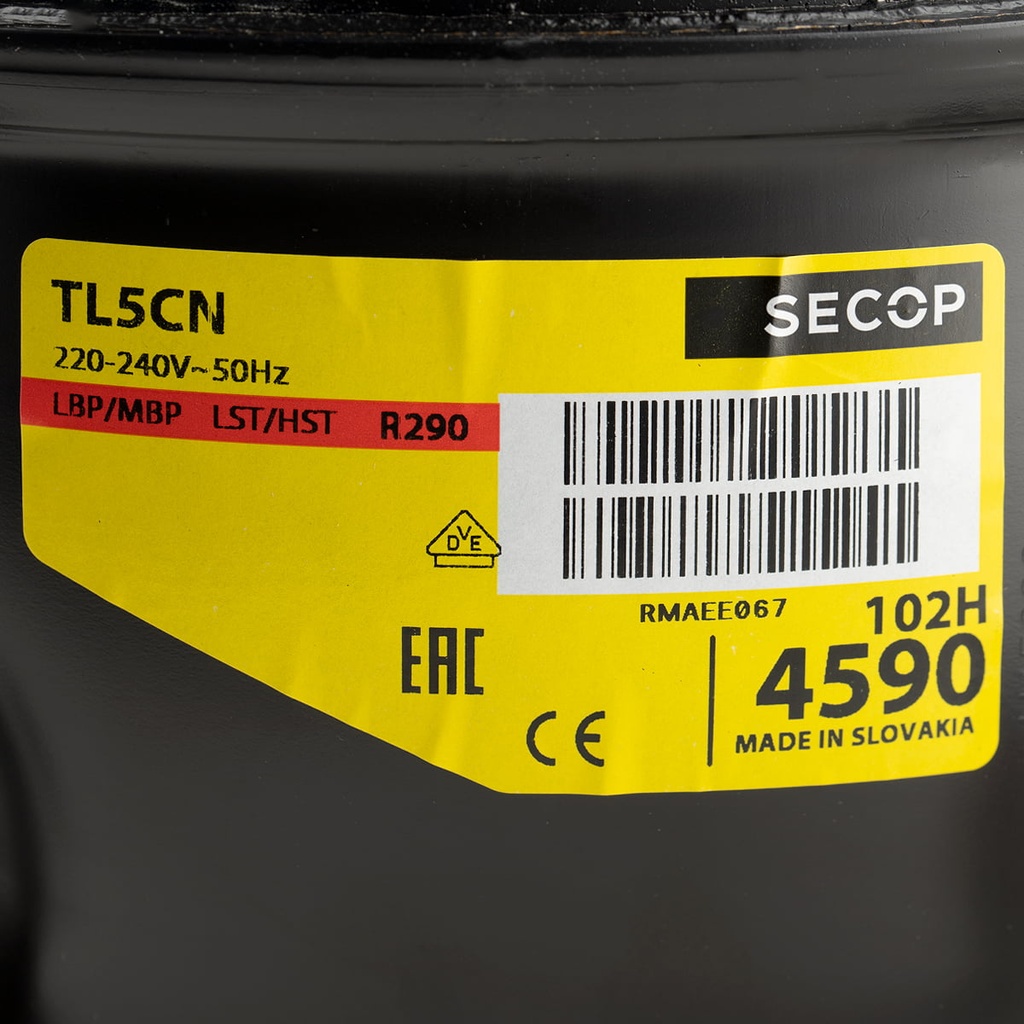 TL5CN
SECOP
220-240V~50Hz
LBP/MBP LST/HST R290
DVE
RMAEE067
102H
4590
EAC
CE
MADE IN SLOVAKIA